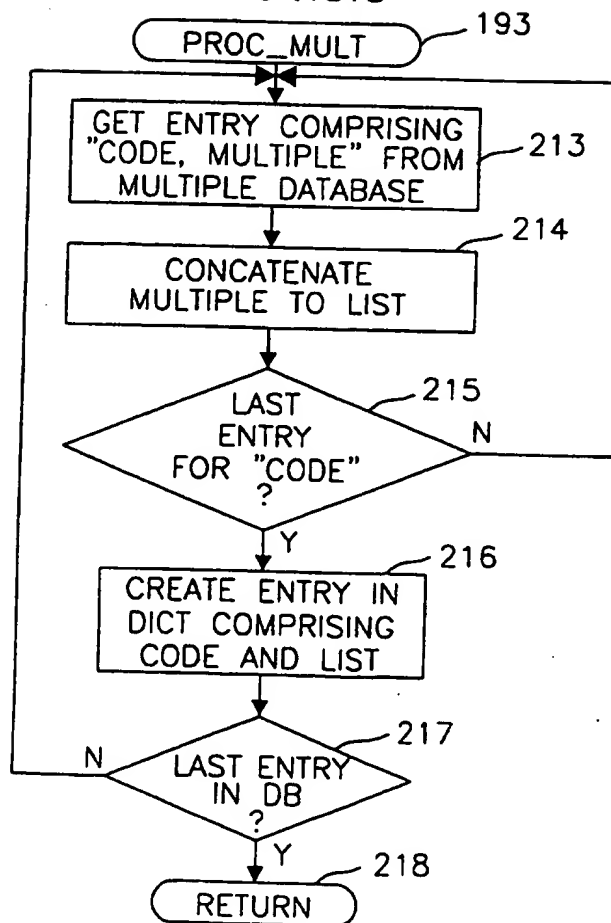 PROC_MULT
193
GET ENTRY COMPRISING
"CODE, MULTIPLE" FROM
MULTIPLE DATABASE
213
214
CONCATENATE
MULTIPLE TO LIST
215
LAST
ENTRY
FOR "CODE"
?
N
Y
216
CREATE ENTRY IN
DICT COMPRISING
CODE AND LIST
217
N
LAST ENTRY
IN DB
?
Y
218
RETURN